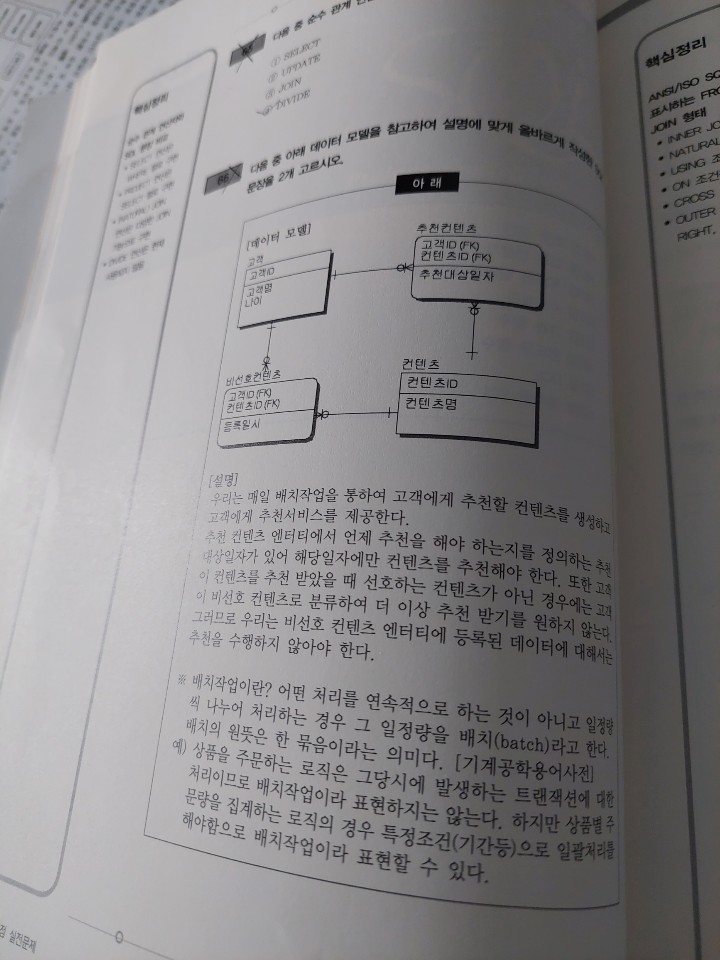 다음 중 순수 관계
① SELECT
② UPDATE
③ JOIN
④ DIVIDE
66
다음 중 아래 데이터 모델을 참고하여 설명에 맞게 올바르게 작성한
문장을 2개 고르시오.
아 래
[데이터 모델]
고객
고객ID
고객명
나이
추천컨텐츠
고객ID (FK)
컨텐츠ID (FK)
추천대상일자
비선호컨텐츠
고객ID (FK)
컨텐츠ID (FK)
등록일시
컨텐츠
컨텐츠ID
컨텐츠명
[설명]
우리는 매일 배치작업을 통하여 고객에게 추천할 컨텐츠를 생성하고
고객에게 추천서비스를 제공한다.
추천 컨텐츠 엔터티에서 언제 추천을 해야 하는지를 정의하는 추천
대상일자가 있어 해당일자에만 컨텐츠를 추천해야 한다. 또한 고객
이 컨텐츠를 추천 받았을 때 선호하는 컨텐츠가 아닌 경우에는 고객
이 비선호 컨텐츠로 분류하여 더 이상 추천 받기를 원하지 않는다.
그러므로 우리는 비선호 컨텐츠 엔터티에 등록된 데이터에 대해서는
추천을 수행하지 않아야 한다.
※ 배치작업이란? 어떤 처리를 연속적으로 하는 것이 아니고 일정량
씩 나누어 처리하는 경우 그 일정량을 배치(batch)라고 한다.
배치의 원뜻은 한 묶음이라는 의미다. [기계공학용어사전]
예) 상품을 주문하는 로직은 그당시에 발생하는 트랜잭션에 대한
처리이므로 배치작업이라 표현하지는 않는다. 하지만 상품별 주
문량을 집계하는 로직의 경우 특정조건(기간등)으로 일괄처리를
해야함으로 배치작업이라 표현할 수 있다.
실전문제
핵심정리
핵심정리
ANSI/ISO
표시하는 FRO
JOIN 형태
• INNER JO
• NATURAL
• USING 조
• ON 조건
• CROSS
• OUTER
RIGHT,